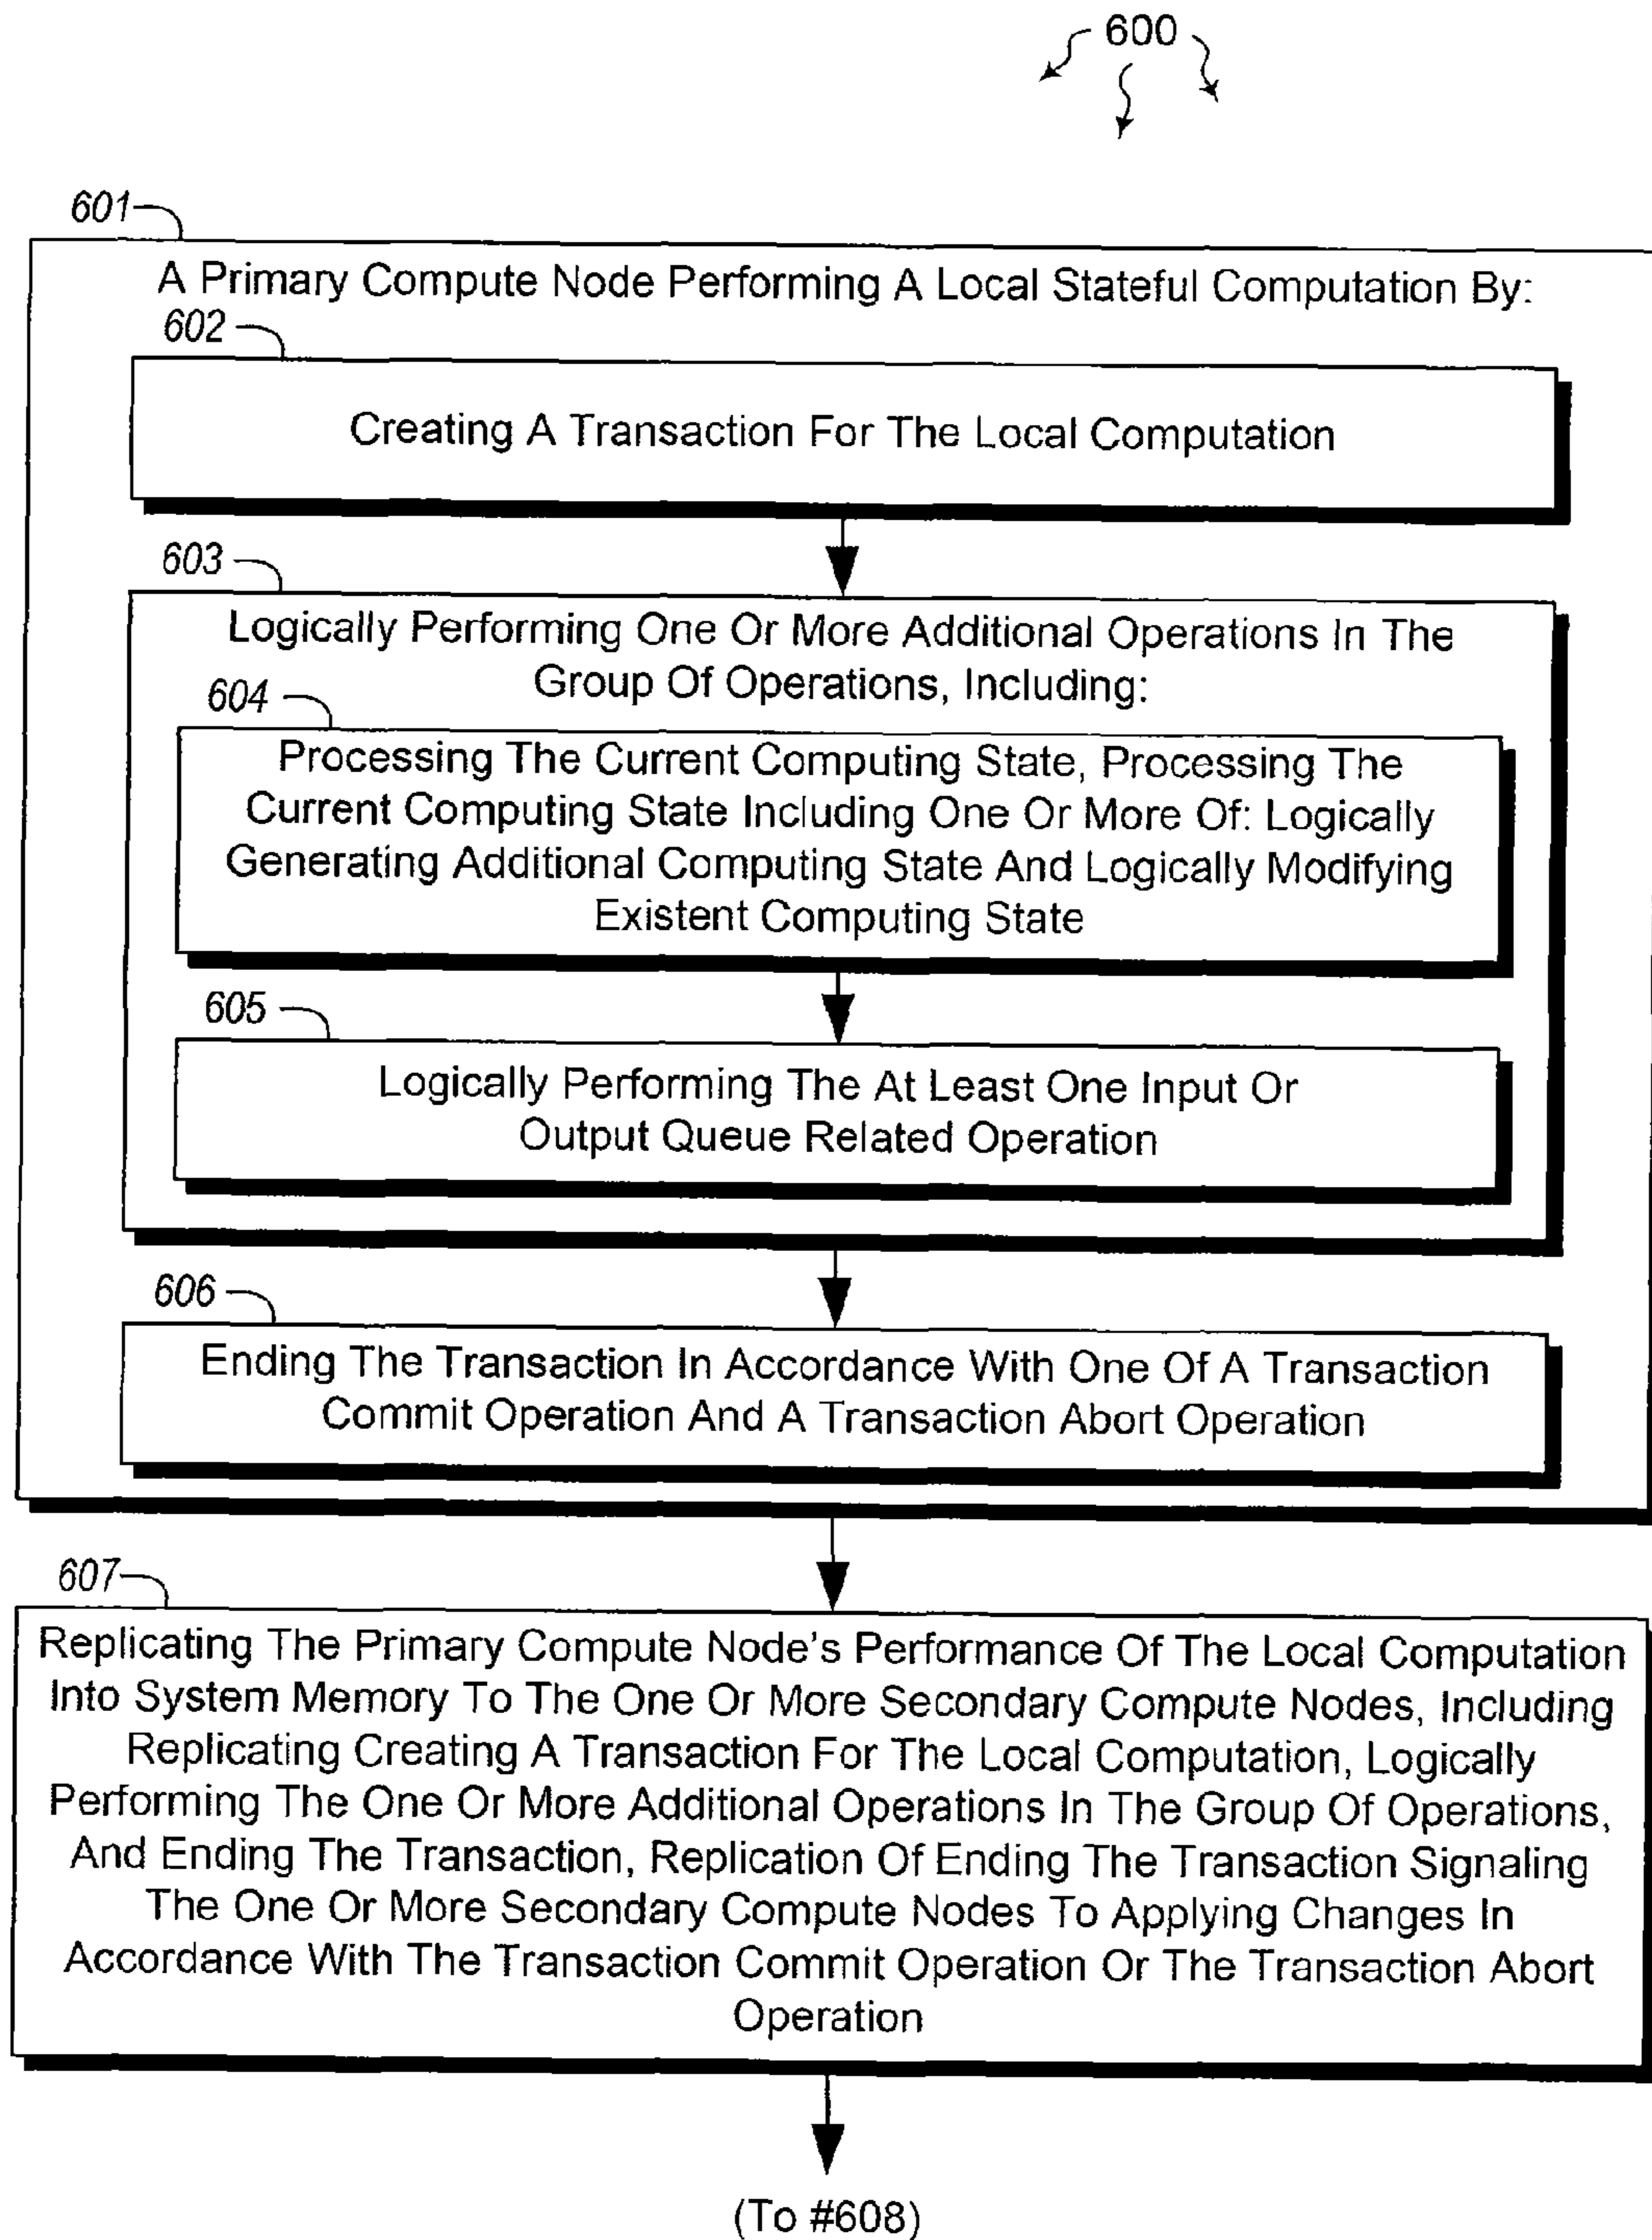 600
601
A Primary Compute Node Performing A Local Stateful Computation By:
602
Creating A Transaction For The Local Computation
603
Logically Performing One Or More Additional Operations In The
Group Of Operations, Including:
604
Processing The Current Computing State, Processing The
Current Computing State Including One Or More Of: Logically
Generating Additional Computing State And Logically Modifying
Existent Computing State
605
Logically Performing The At Least One Input Or
Output Queue Related Operation
606
Ending The Transaction In Accordance With One Of A Transaction
Commit Operation And A Transaction Abort Operation
607
Replicating The Primary Compute Node's Performance Of The Local Computation
Into System Memory To The One Or More Secondary Compute Nodes, Including
Replicating Creating A Transaction For The Local Computation, Logically
Performing The One Or More Additional Operations In The Group Of Operations,
And Ending The Transaction, Replication Of Ending The Transaction Signaling
The One Or More Secondary Compute Nodes To Applying Changes In
Accordance With The Transaction Commit Operation Or The Transaction Abort
Operation
(To #608)